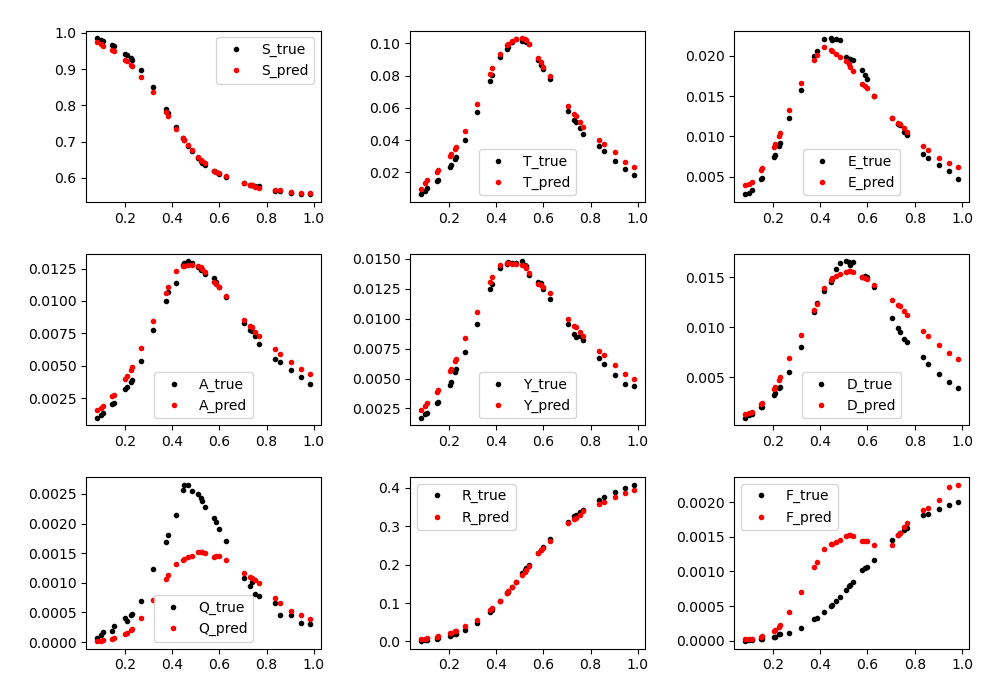 1.0
0.9
0.8
0.7
0.6
S_true
S_pred
0.2 0.4 0.6 0.8 1.0
0.10
0.08
0.06
0.04
0.02
T_true
T_pred
0.2 0.4 0.6 0.8 1.0
0.020
0.015
0.010
0.005
E_true
E_pred
0.2 0.4 0.6 0.8 1.0
0.0125
0.0100
0.0075
0.0050
0.0025
A_true
A_pred
0.2 0.4 0.6 0.8 1.0
0.0150
0.0125
0.0100
0.0075
0.0050
0.0025
Y_true
Y_pred
0.2 0.4 0.6 0.8 1.0
0.015
0.010
0.005
D_true
D_pred
0.2 0.4 0.6 0.8 1.0
0.0025
0.0020
0.0015
0.0010
0.0005
0.0000
Q_true
Q_pred
0.2 0.4 0.6 0.8 1.0
0.4
0.3
0.2
0.1
0.0
R_true
R_pred
0.2 0.4 0.6 0.8 1.0
0.0020
0.0015
0.0010
0.0005
0.0000
F_true
F_pred
0.2 0.4 0.6 0.8 1.0